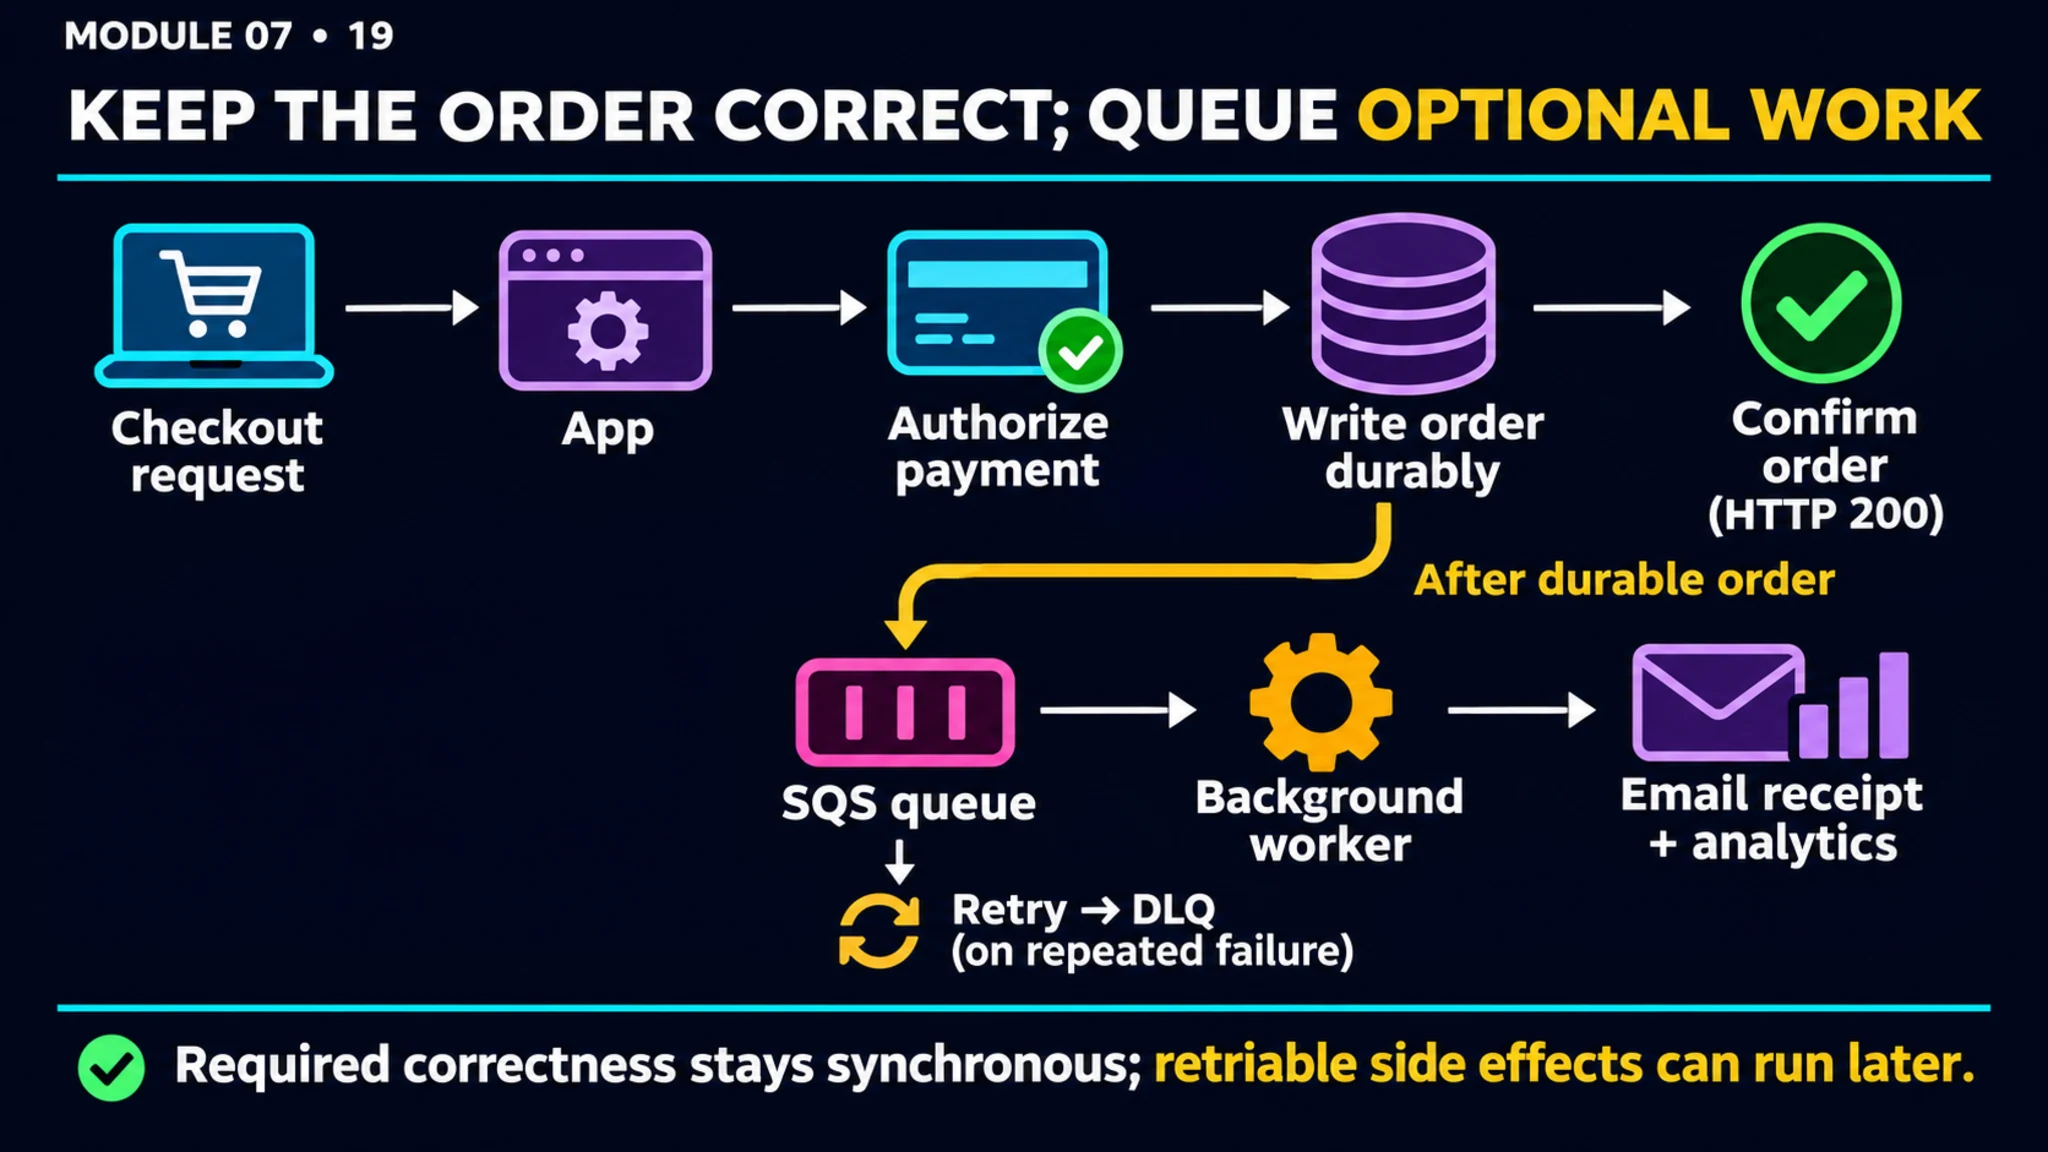 MODULE 07 • 19
KEEP THE ORDER CORRECT; QUEUE OPTIONAL WORK
Checkout
request
App
Authorize
payment
Write order
durably
Confirm
order
(HTTP 200)
After durable order
SQS queue
Background
worker
Email receipt
+ analytics
Retry → DLQ
(on repeated failure)
Required correctness stays synchronous; retriable side effects can run later.